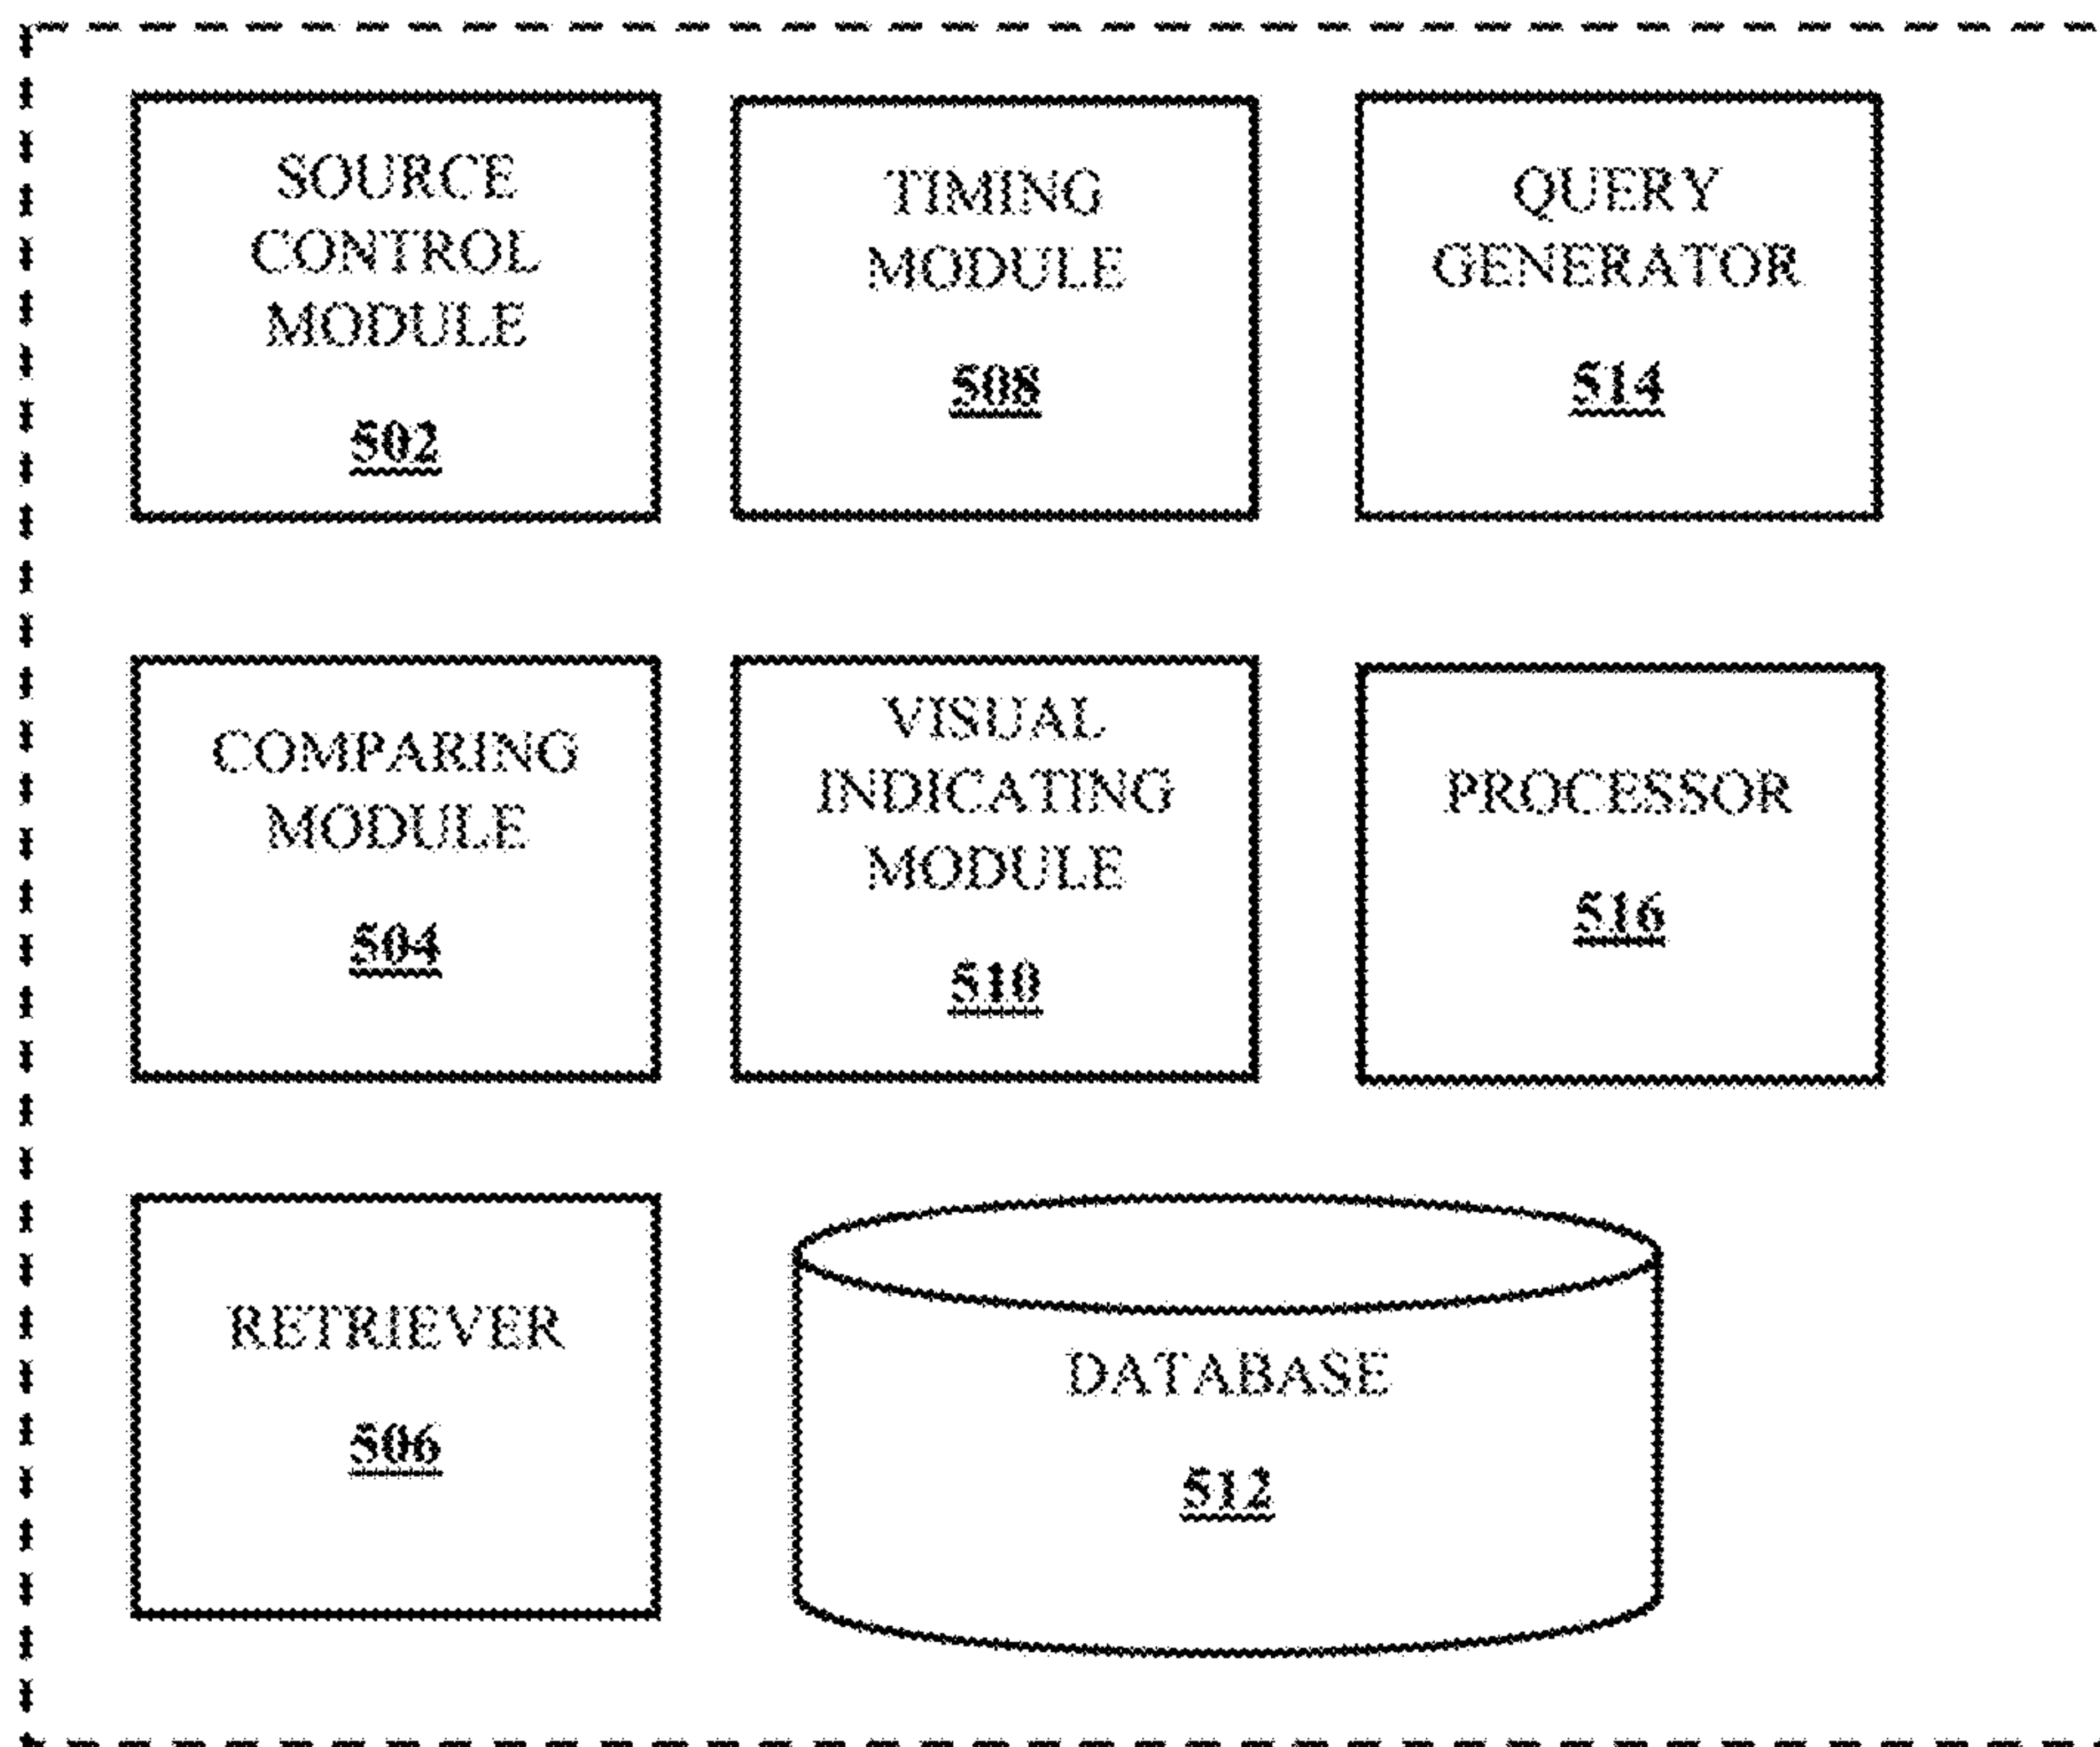 SOURCE
CONTROL
MODULE
502
TIMING
MODULE
508
QUERY
GENERATOR
514
COMPARING
MODULE
504
VISUAL
INDICATING
MODULE
510
PROCESSOR
516
RETRIEVER
506
DATABASE
512